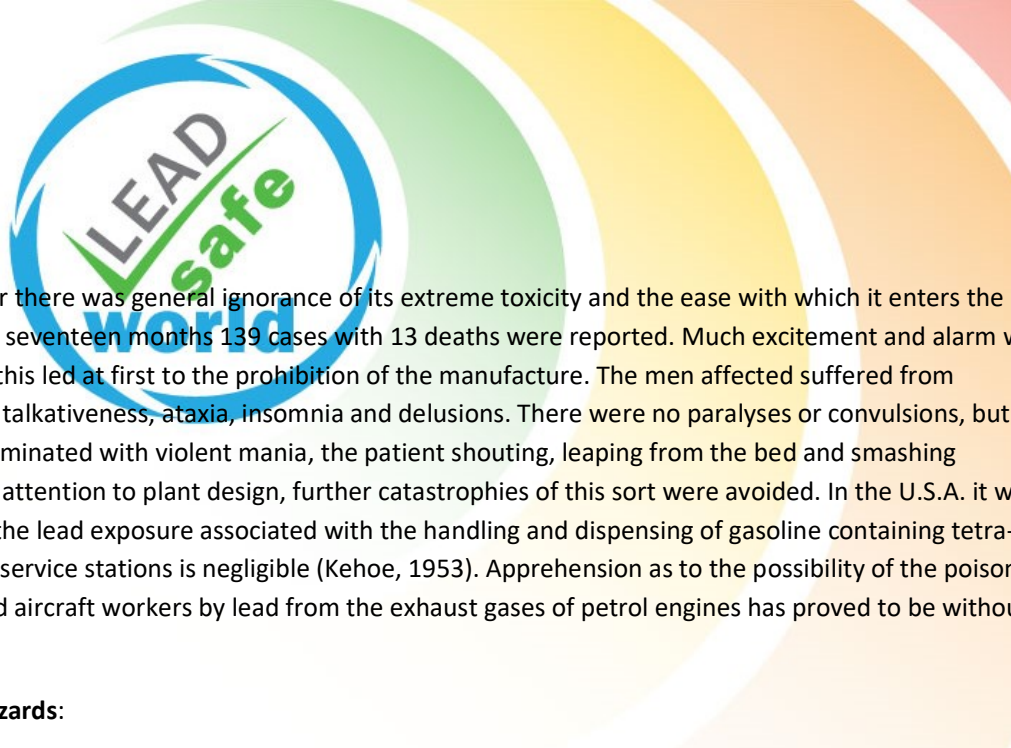 LEAD
safe
world
r there was general ignorance of its extreme toxicity and the ease with which it enters the
seventeen months 139 cases with 13 deaths were reported. Much excitement and alarm w
this led at first to the prohibition of the manufacture. The men affected suffered from
talkativeness, ataxia, insomnia and delusions. There were no paralyses or convulsions, but
minated with violent mania, the patient shouting, leaping from the bed and smashing
attention to plant design, further catastrophies of this sort were avoided. In the U.S.A. it w
the lead exposure associated with the handling and dispensing of gasoline containing tetra-
service stations is negligible (Kehoe, 1953). Apprehension as to the possibility of the poison
d aircraft workers by lead from the exhaust gases of petrol engines has proved to be withou
zards: